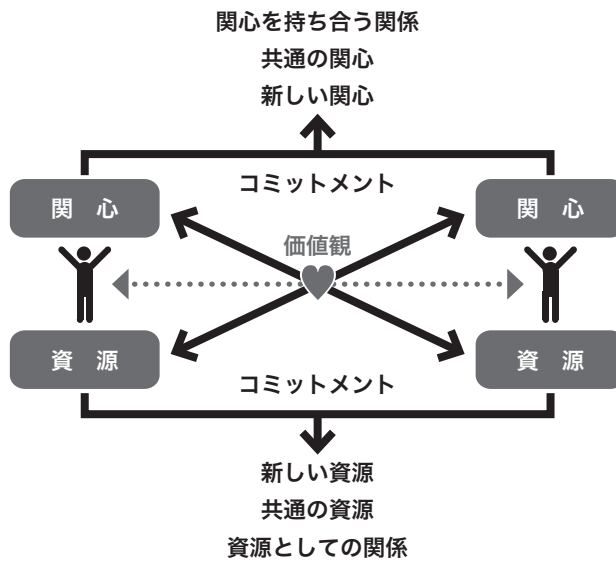 関心を持ち合う関係
共通の関心
新しい関心
コミットメント
関 心
関 心
価値観
資 源
資 源
コミットメント
新しい資源
共通の資源
資源としての関係